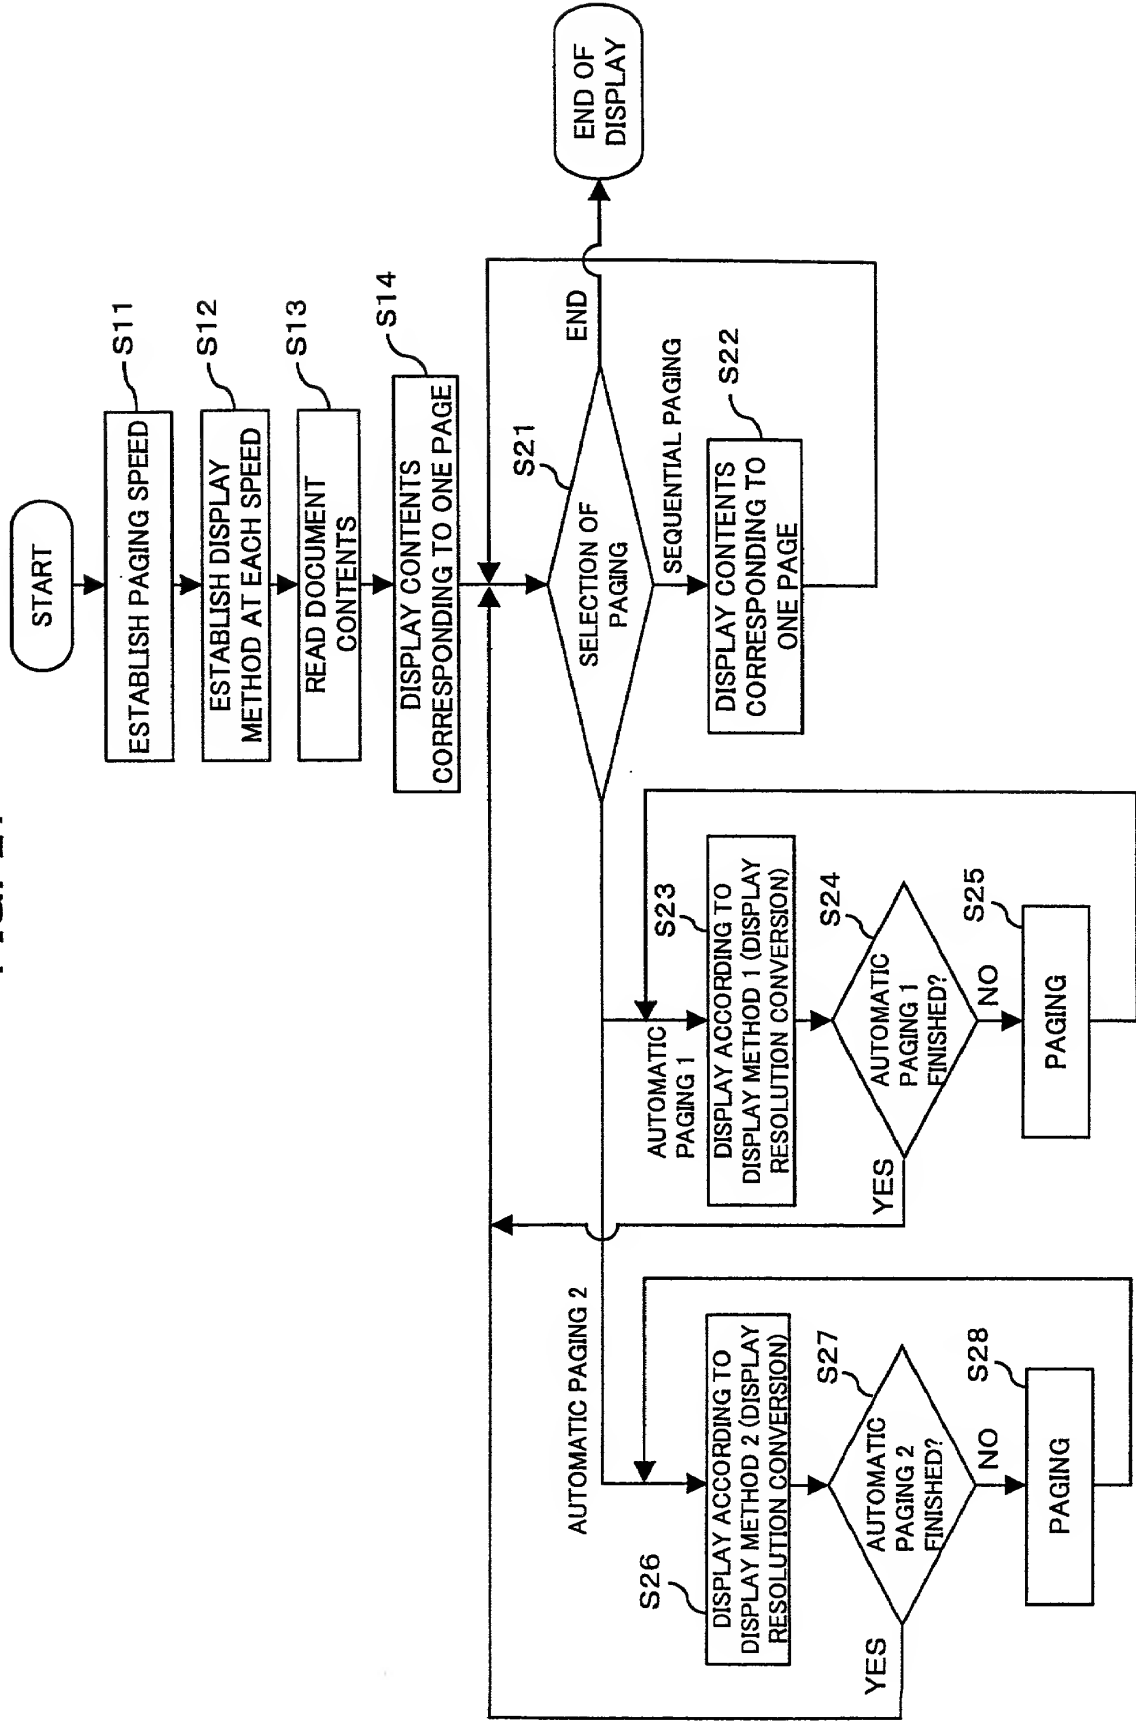 START
ESTABLISH PAGING SPEED
S11
ESTABLISH DISPLAY
METHOD AT EACH SPEED
S12
READ DOCUMENT
CONTENTS
S13
DISPLAY CONTENTS
CORRESPONDING TO ONE PAGE
S14
SELECTION OF
PAGING
S21
END
END OF
DISPLAY
SEQUENTIAL PAGING
DISPLAY CONTENTS
CORRESPONDING TO
ONE PAGE
S22
AUTOMATIC
PAGING 1
DISPLAY ACCORDING TO
DISPLAY METHOD 1 (DISPLAY
RESOLUTION CONVERSION)
S23
AUTOMATIC
PAGING 1
FINISHED?
S24
YES
NO
PAGING
S25
AUTOMATIC PAGING 2
DISPLAY ACCORDING TO
DISPLAY METHOD 2 (DISPLAY
RESOLUTION CONVERSION)
S26
AUTOMATIC
PAGING 2
FINISHED?
S27
YES
NO
PAGING
S28